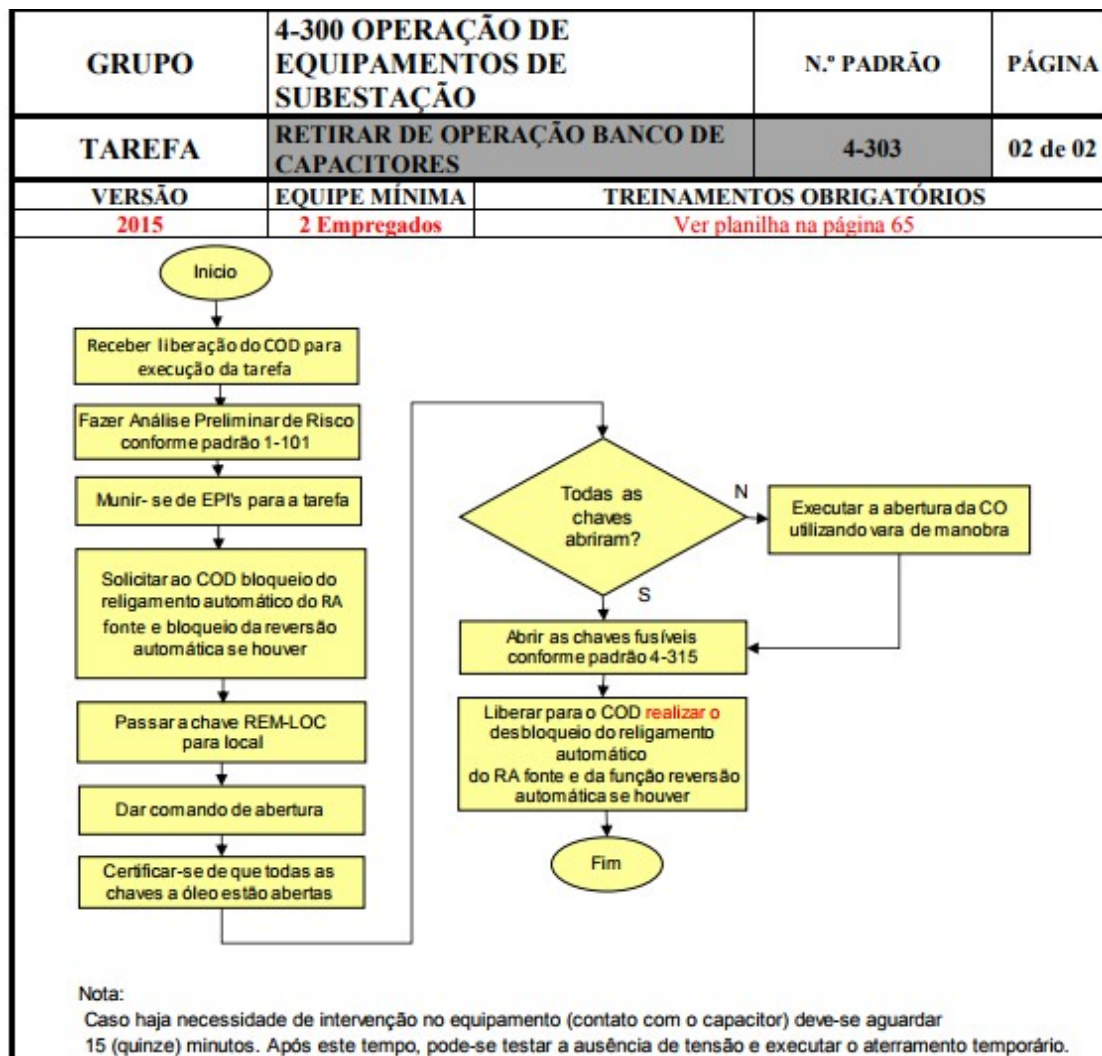 GRUPO
4-300 OPERAÇÃO DE
EQUIPAMENTOS DE
SUBESTAÇÃO
N.º PADRÃO
PÁGINA
TAREFA
RETIRAR DE OPERAÇÃO BANCO DE
CAPACITORES
4-303
02 de 02
VERSÃO
EQUIPE MÍNIMA
TREINAMENTOS OBRIGATÓRIOS
2015
2 Empregados
Ver planilha na página 65
Inicio
Receber liberação do COD para
execução da tarefa
Fazer Análise Preliminar de Risco
conforme padrão 1-101
Munir- se de EPI's para a tarefa
Solicitar ao COD bloqueio do
religamento automático do RA
fonte e bloqueio da reversão
automática se houver
Passar a chave REM-LOC
para local
Dar comando de abertura
Certificar-se de que todas as
chaves a óleo estão abertas
Todas as
chaves
abriram?
N
Executar a abertura da CO
utilizando vara de manobra
S
Abrir as chaves fusíveis
conforme padrão 4-315
Liberar para o COD realizar o
desbloqueio do religamento
automático
do RA fonte e da função reversão
automática se houver
Fim
Nota:
Caso haja necessidade de intervenção no equipamento (contato com o capacitor) deve-se aguardar
15 (quinze) minutos. Após este tempo, pode-se testar a ausência de tensão e executar o aterramento temporário.